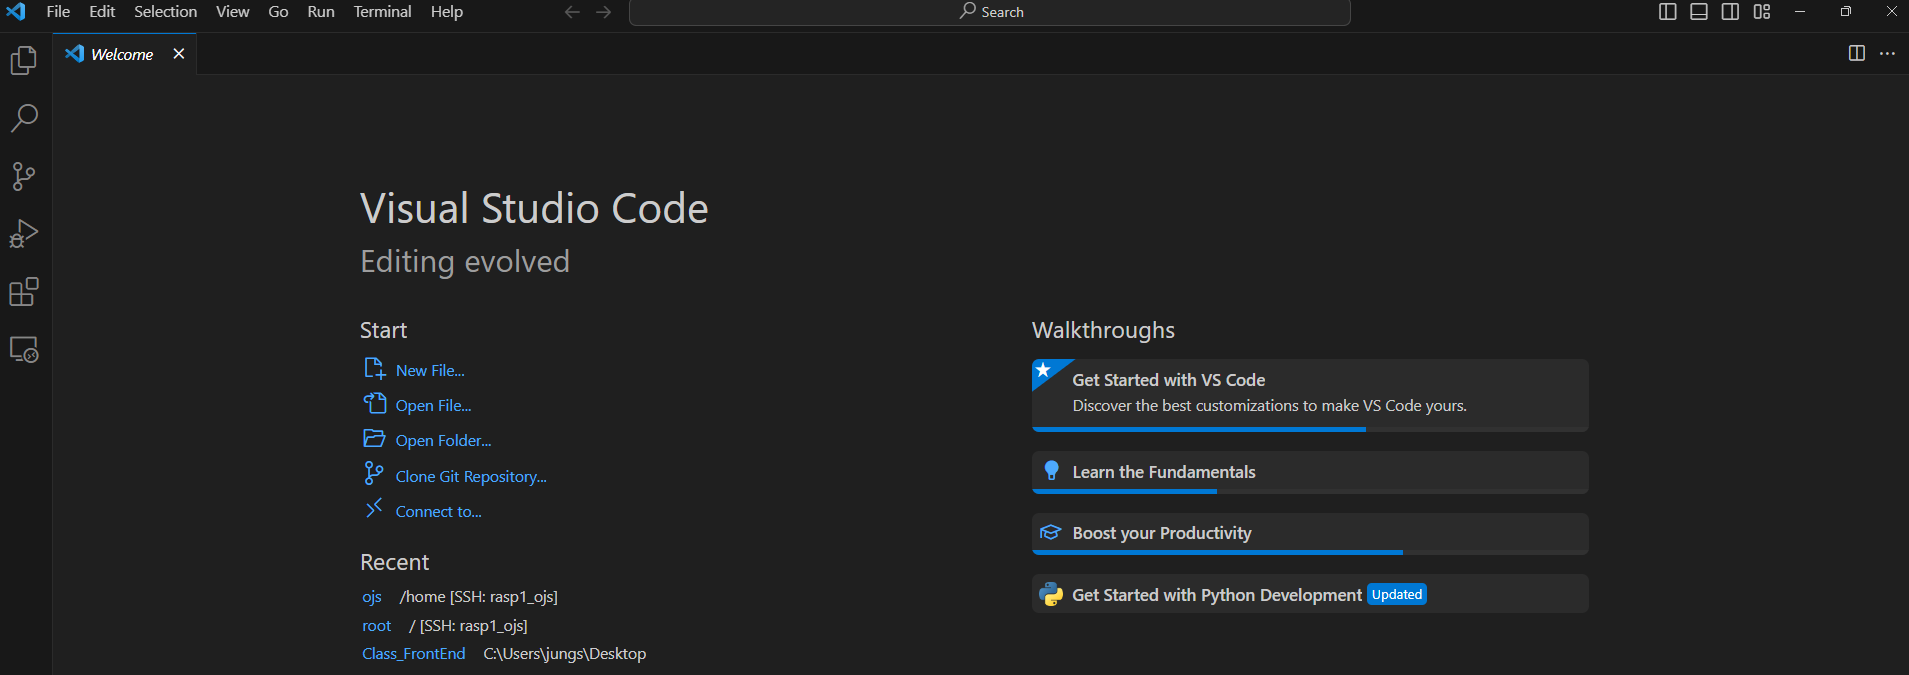 File Edit Selection View Go Run Terminal Help
Search
Welcome
Visual Studio Code
Editing evolved
Start
New File...
Open File...
Open Folder...
Clone Git Repository...
Connect to...
Recent
ojs /home [SSH: rasp1_ojs]
root / [SSH: rasp1_ojs]
Class_FrontEnd C:\Users\jungs\Desktop
Walkthroughs
Get Started with VS Code
Discover the best customizations to make VS Code yours.
Learn the Fundamentals
Boost your Productivity
Get Started with Python Development Updated